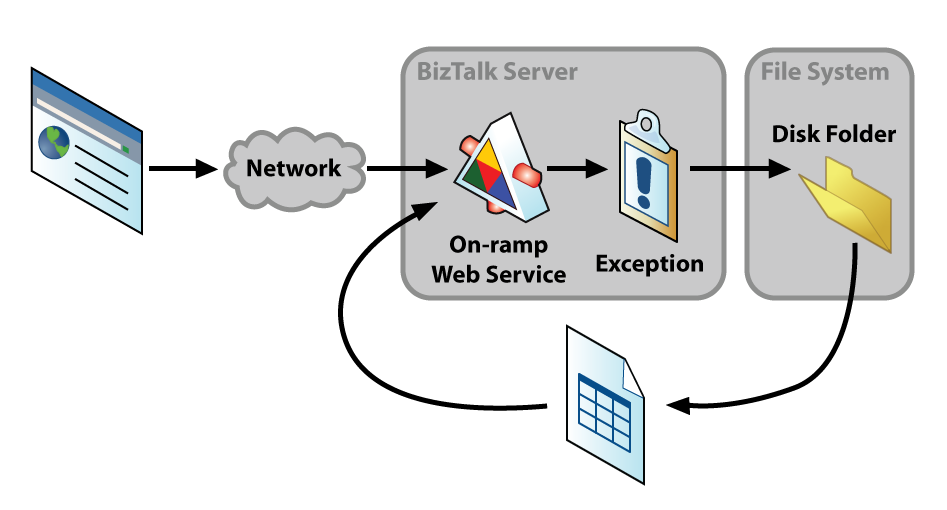 BizTalk Server
File System
Disk Folder
Network
On-ramp
Web Service
Exception